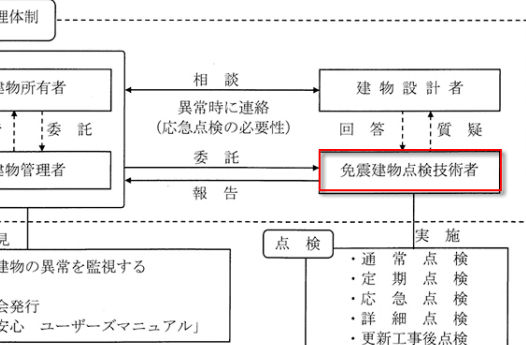 理体制
建物所有者
相談
異常時に連絡
(応急点検の必要性)
建物設計者
委託
回答
質疑
建物管理者
委託
報告
免震建物点検技術者
見
建物の異常を監視する
会発行
安心 ユーザーズマニュアル」
点検
実施
・通常点検
・定期点検
・応急点検
・詳細点検
・更新工事後点検